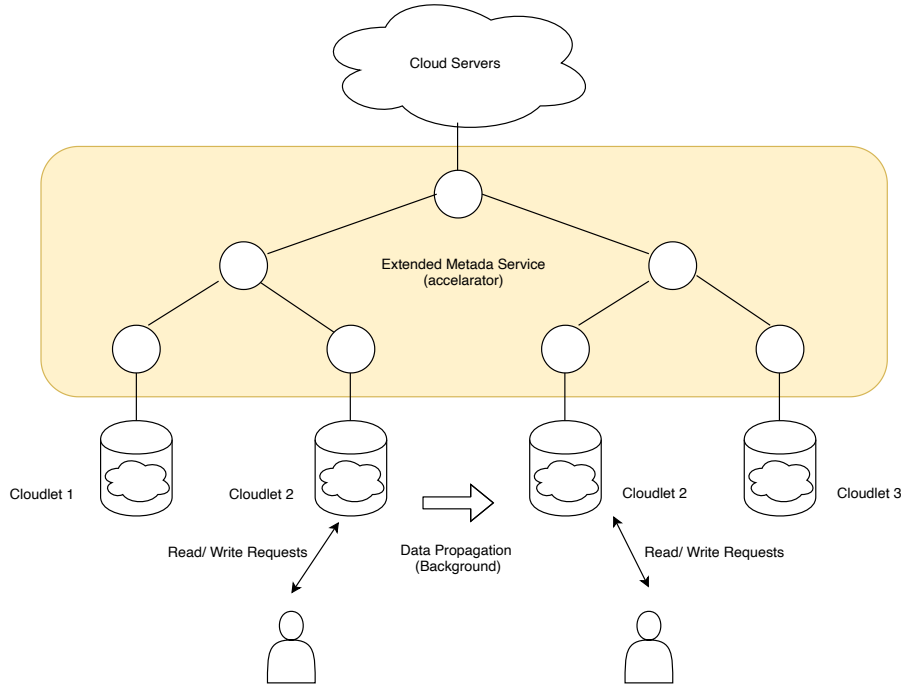 Cloud Servers
Extended Metada Service
(accelarator)
Cloudlet 1
Cloudlet 2
Cloudlet 2
Cloudlet 3
Read/ Write Requests
Data Propagation
(Background)
Read/ Write Requests